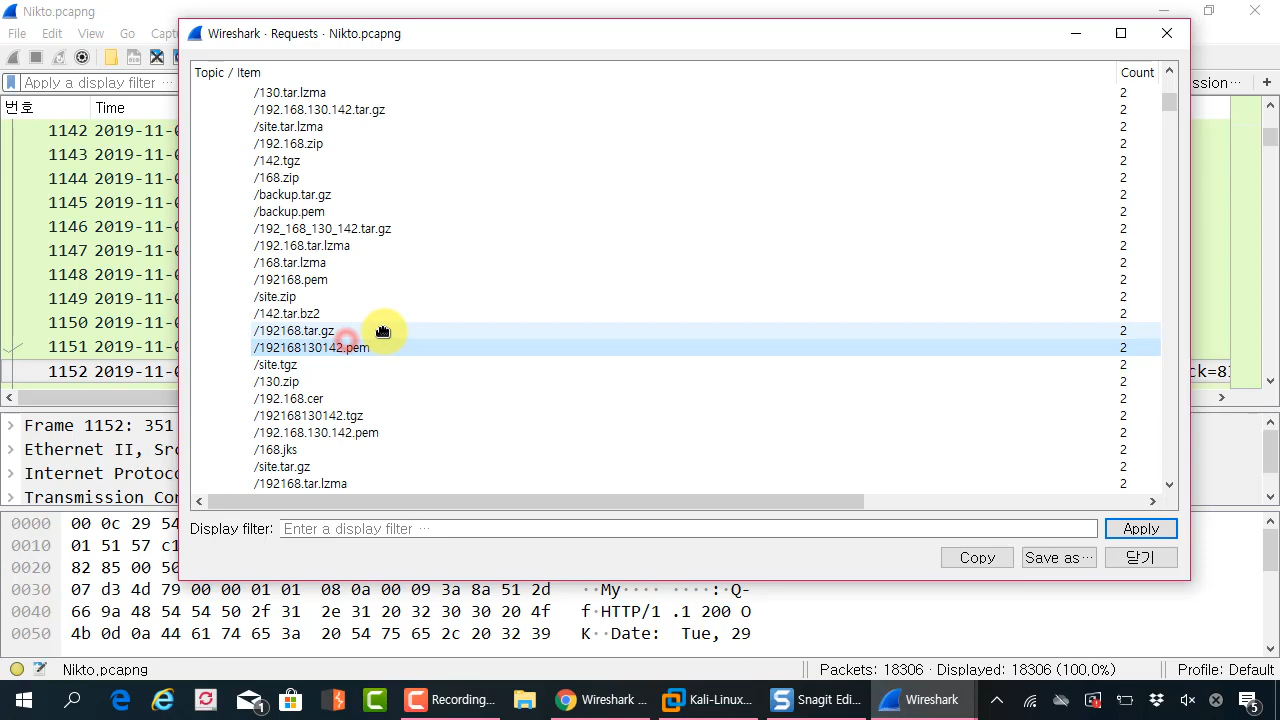 Nikto.pcapng
File Edit View Go Captu
Apply a display filter ···
ssion··· +
번호 Time
1142 2019-11-0
1143 2019-11-0
1144 2019-11-0
1145 2019-11-0
1146 2019-11-0
1147 2019-11-0
1148 2019-11-0
1149 2019-11-0
1150 2019-11-0
1151 2019-11-0
1152 2019-11-0
Wireshark · Requests · Nikto.pcapng
Topic / Item Count
/130.tar.lzma 2
/192.168.130.142.tar.gz 2
/site.tar.lzma 2
/192.168.zip 2
/142.tgz 2
/168.zip 2
/backup.tar.gz 2
/backup.pem 2
/192_168_130_142.tar.gz 2
/192.168.tar.lzma 2
/168.tar.lzma 2
/192168.pem 2
/site.zip 2
/142.tar.bz2 2
/192168.tar.gz 2
/192168130142.pem 2
/site.tgz 2
/130.zip 2
/192.168.cer 2
/192168130142.tgz 2
/192.168.130.142.pem 2
/168.jks 2
/site.tar.gz 2
/192168.tar.lzma 2
Display filter: Enter a display filter ··· Apply
Copy Save as··· 닫기
Frame 1152: 351
Ethernet II, Src
Internet Protoco
Transmission Con
0000 00 0c 29 54
0010 01 51 57 c1
0020 82 85 00 50
0030 07 d3 4d 79 00 00 01 01 08 0a 00 09 3a 8a 51 2d ··My···· ····:·Q-
0040 66 9a 48 54 54 50 2f 31 2e 31 20 32 30 30 20 4f f·HTTP/1 .1 200 O
0050 4b 0d 0a 44 61 74 65 3a 20 54 75 65 2c 20 32 39 K··Date: Tue, 29
Nikto.pcapng Packets: 18306 · Displayed: 18306 (100.0%) Profile: Default
1 Recording... Wireshark ... Kali-Linux... Snagit Edi... Wireshark 5